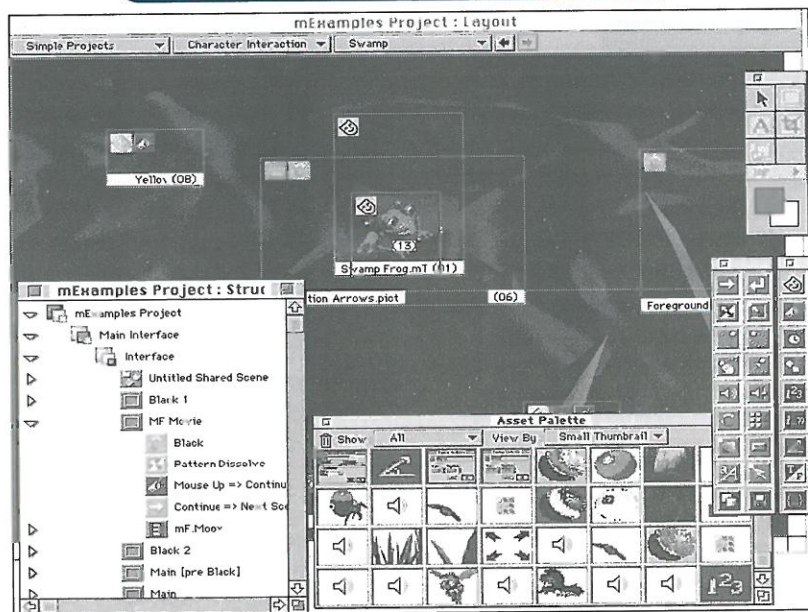 mExamples Project : Layout
Simple Projects
Character Interaction
Swamp
Yellow (08)
(13)
Swamp Frog.mT (01)
tion Arrows.pict
(06)
Foreground
mExamples Project : Struc
mExamples Project
Main Interface
Interface
Untitled Shared Scene
Black 1
MF Movie
Black
Pattern Dissolve
Mouse Up => Continu
Continue => Next Sce
mF.Moov
Black 2
Main [pre Black]
Main
Asset Palette
Show
All
View By
Small Thumbnail
A
123
123